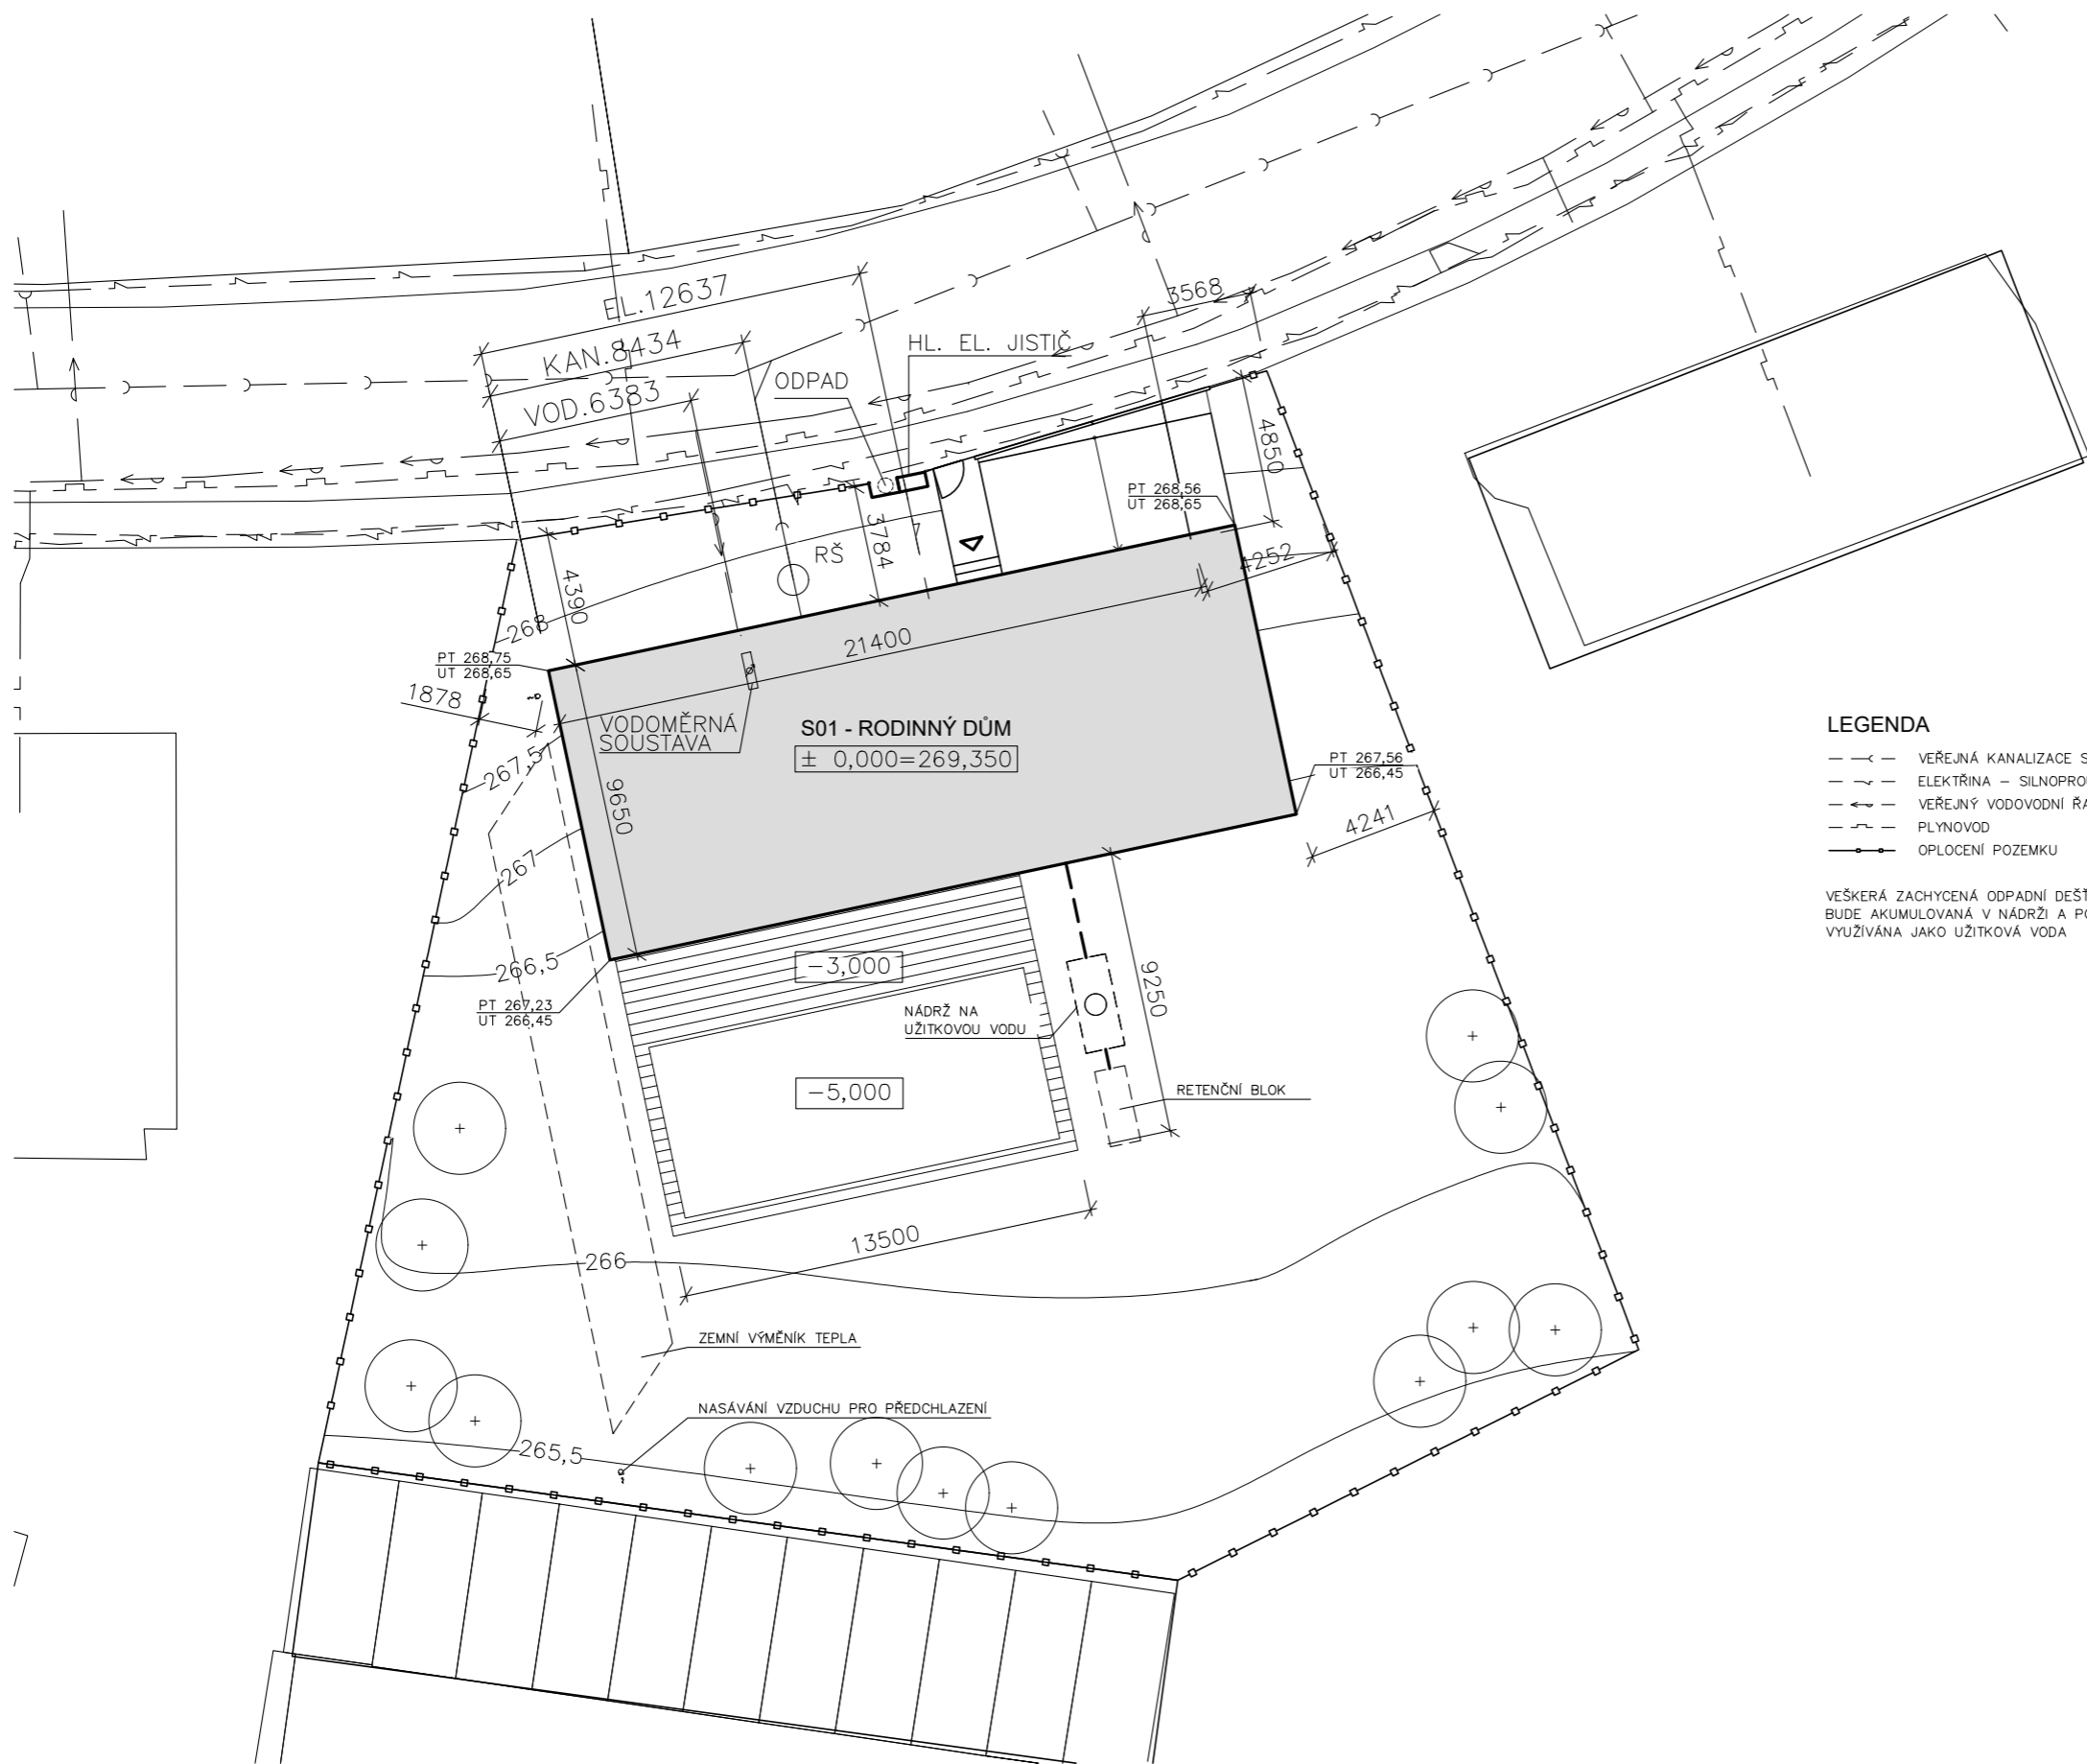 EL.12637
KAN.8434
VOD.6383
ODPAD
HL. EL. JISTIČ
3568
4850
PT 268,56
UT 268,65
3784
RŠ
4252
4390
268
21400
PT 268,75
UT 268,65
1878
VODOMĚRNÁ
SOUSTAVA
S01 - RODINNÝ DŮM
± 0,000=269,350
267,5
9650
PT 267,56
UT 266,45
4241
267
266,5
PT 267,23
UT 266,45
-3,000
NÁDRŽ NA
UŽITKOVOU VODU
9250
-5,000
RETENČNÍ BLOK
13500
266
ZEMNÍ VÝMĚNÍK TEPLA
NASÁVÁNÍ VZDUCHU PRO PŘEDCHLAZENÍ
265,5
LEGENDA
VEŘEJNÁ KANALIZACE S
ELEKTŘINA – SILNOPRO
VEŘEJNÝ VODOVODNÍ ŘA
PLYNOVOD
OPLOCENÍ POZEMKU
VEŠKERÁ ZACHYCENÁ ODPADNÍ DEŠŤ
BUDE AKUMULOVANÁ V NÁDRŽI A PO
VYUŽÍVÁNA JAKO UŽITKOVÁ VODA